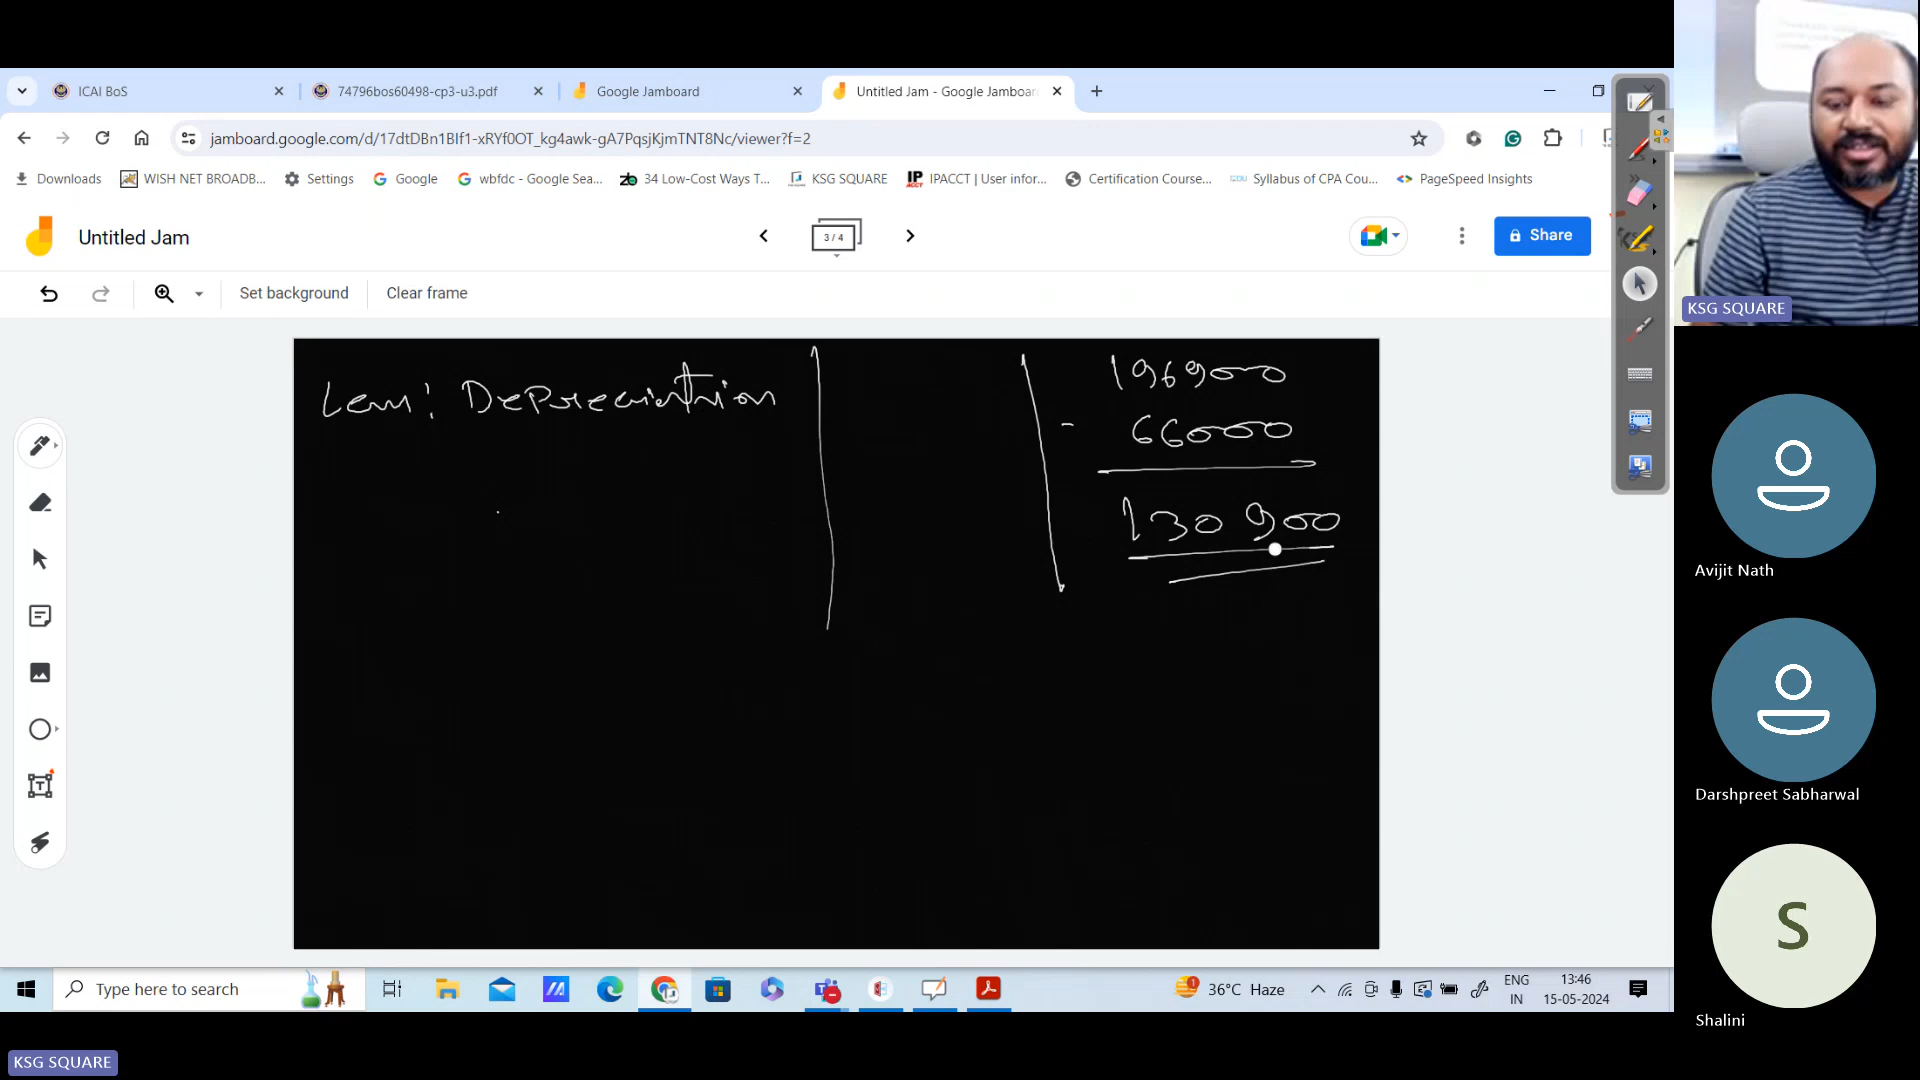 ICAI BoS
74796bos60498-cp3-u3.pdf
Google Jamboard
Untitled Jam - Google Jamboar
jamboard.google.com/d/17dtDBn1BIf1-xRYf0OT_kg4awk-gA7PqsjKjmTNT8Nc/viewer?f=2
Downloads
WISH NET BROADB...
Settings
Google
wbfdc - Google Sea...
34 Low-Cost Ways T...
KSG SQUARE
IPACCT | User infor...
Certification Course...
Syllabus of CPA Cou...
PageSpeed Insights
Untitled Jam
3 / 4
Share
Set background
Clear frame
Less: Depreciation
196900
- 66000
130 900
KSG SQUARE
Avijit Nath
Darshpreet Sabharwal
S
Shalini
Type here to search
36°C Haze
ENG
IN
13:46
15-05-2024
KSG SQUARE